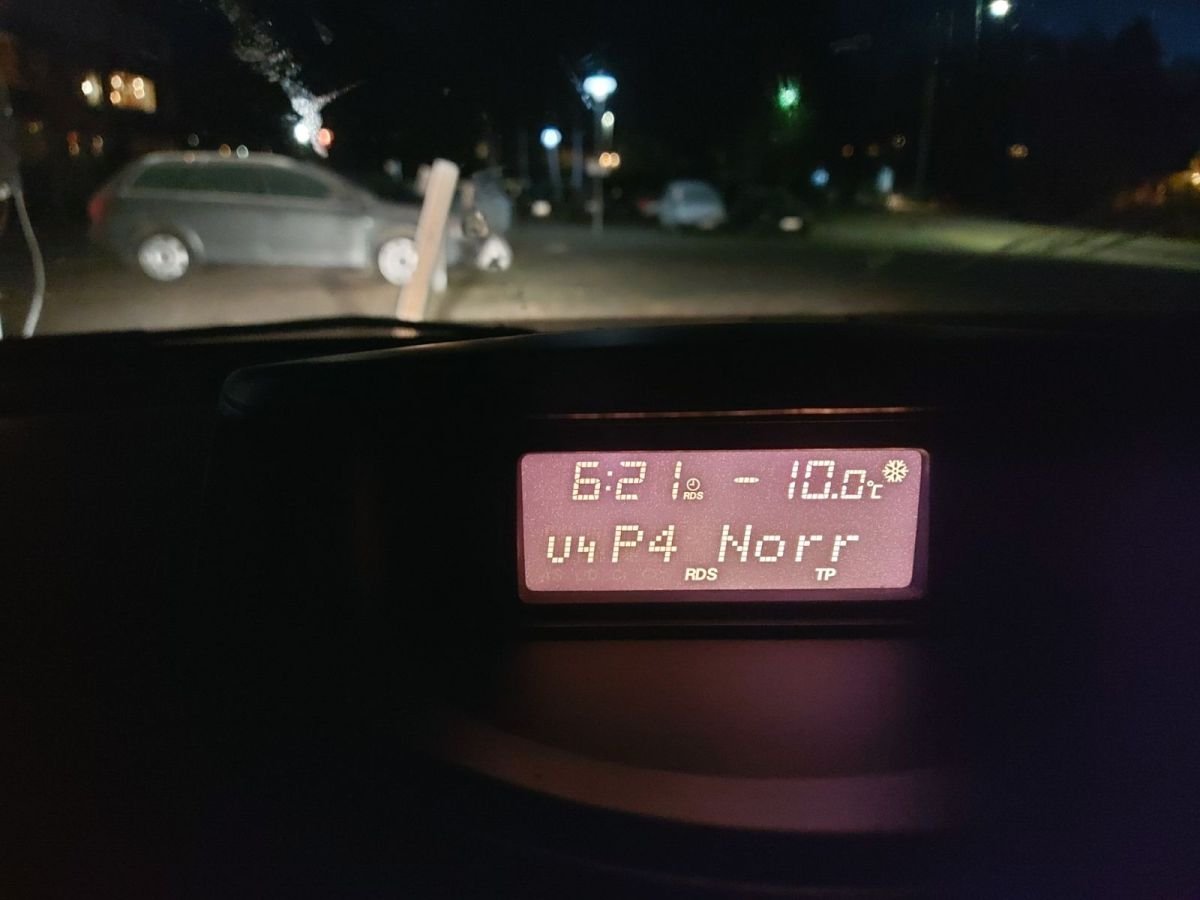 6:21 RDS -10.0°C
U4 P4 Norr
RDS TP